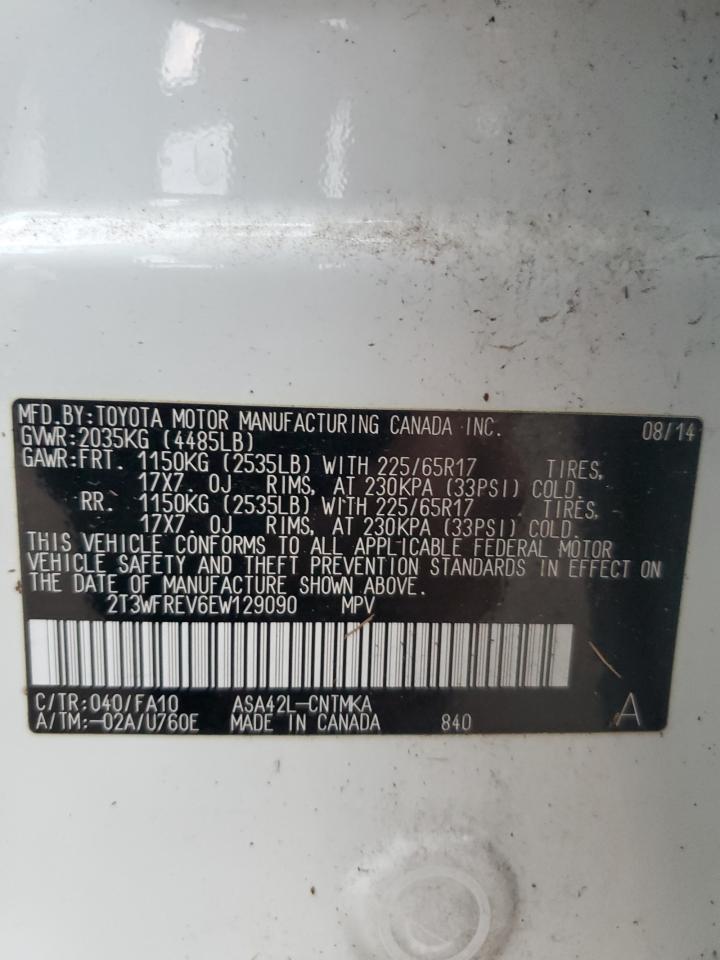 MFD.BY:TOYOTA MOTOR MANUFACTURING CANADA INC. 08/14
GVWR:2035KG (4485LB)
GAWR:FRT. 1150KG (2535LB) WITH 225/65R17 TIRES,
17X7.0J RIMS, AT 230KPA (33PSI) COLD.
RR. 1150KG (2535LB) WITH 225/65R17 TIRES,
17X7.0J RIMS, AT 230KPA (33PSI) COLD.
THIS VEHICLE CONFORMS TO ALL APPLICABLE FEDERAL MOTOR
VEHICLE SAFETY AND THEFT PREVENTION STANDARDS IN EFFECT ON
THE DATE OF MANUFACTURE SHOWN ABOVE.
2T3WFREV6EW129090 MPV
C/TR:040/FA10 ASA42L-CNTMKA
A/TM:-02A/U760E MADE IN CANADA 840 A